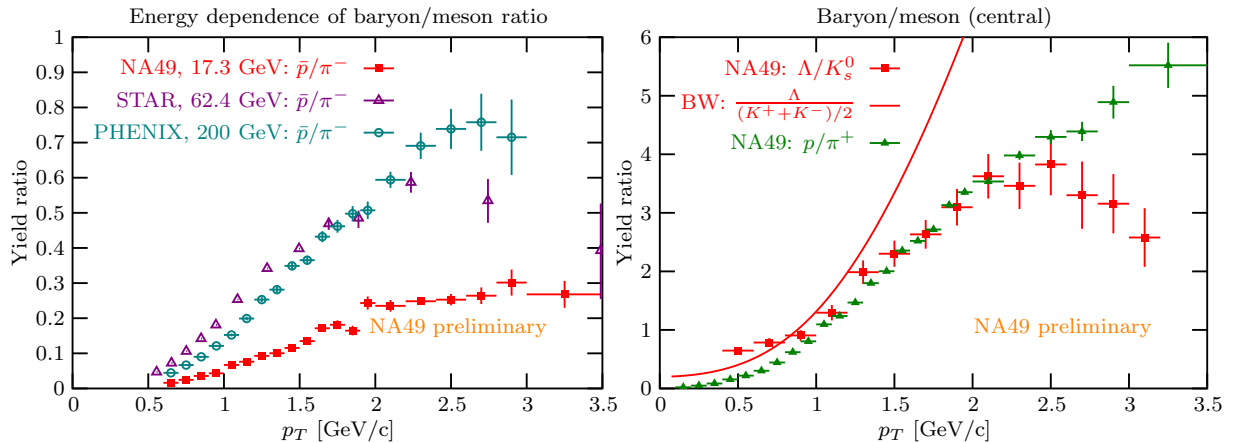 Energy dependence of baryon/meson ratio
Yield ratio
1
0.9
0.8
0.7
0.6
0.5
0.4
0.3
0.2
0.1
0
NA49, 17.3 GeV: p̄/π⁻
STAR, 62.4 GeV: p̄/π⁻
PHENIX, 200 GeV: p̄/π⁻
NA49 preliminary
0 0.5 1 1.5 2 2.5 3 3.5
p_T [GeV/c]
Baryon/meson (central)
Yield ratio
6
5
4
3
2
1
0
NA49: Λ/K_s^0
BW: Λ/((K⁺+K⁻)/2)
NA49: p/π⁺
NA49 preliminary
0 0.5 1 1.5 2 2.5 3 3.5
p_T [GeV/c]